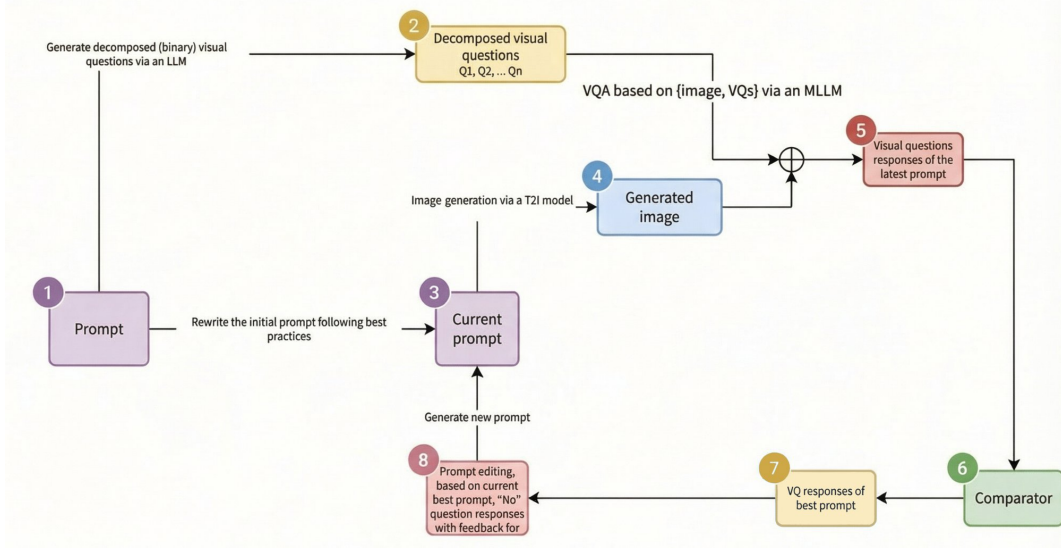 2
Decomposed visual
questions
Q1, Q2, ... Qn
Generate decomposed (binary) visual
questions via an LLM
VQA based on {image, VQs} via an MLLM
5
Visual questions
responses of the
latest prompt
4
Generated
image
Image generation via a T2I model
1
Prompt
Rewrite the initial prompt following best
practices
3
Current
prompt
Generate new prompt
8
Prompt editing,
based on current
best prompt, “No”
question responses
with feedback for
7
VQ responses of
best prompt
6
Comparator